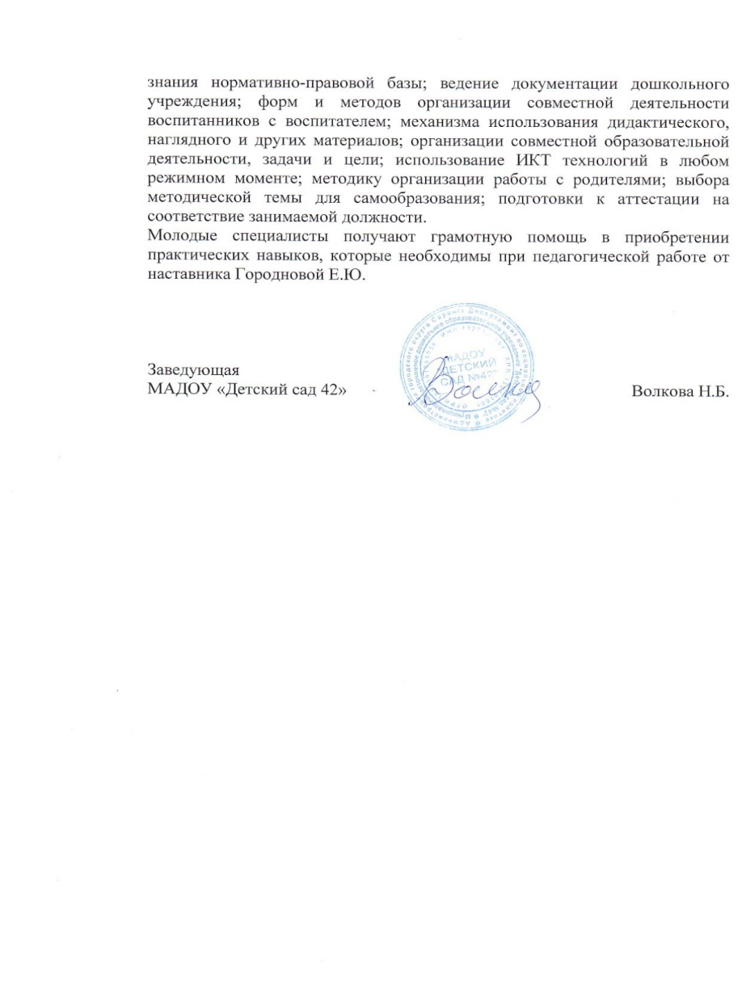 знания нормативно-правовой базы; ведение документации дошкольного
учреждения; форм и методов организации совместной деятельности
воспитанников с воспитателем; механизма использования дидактического,
наглядного и других материалов; организации совместной образовательной
деятельности, задачи и цели; использование ИКТ технологий в любом
режимном моменте; методику организации работы с родителями; выбора
методической темы для самообразования; подготовки к аттестации на
соответствие занимаемой должности.
Молодые специалисты получают грамотную помощь в приобретении
практических навыков, которые необходимы при педагогической работе от
наставника Городновой Е.Ю.
Заведующая
МАДОУ «Детский сад 42»
МАДОУ
"ДЕТСКИЙ
САД №42"
Волкова Н.Б.